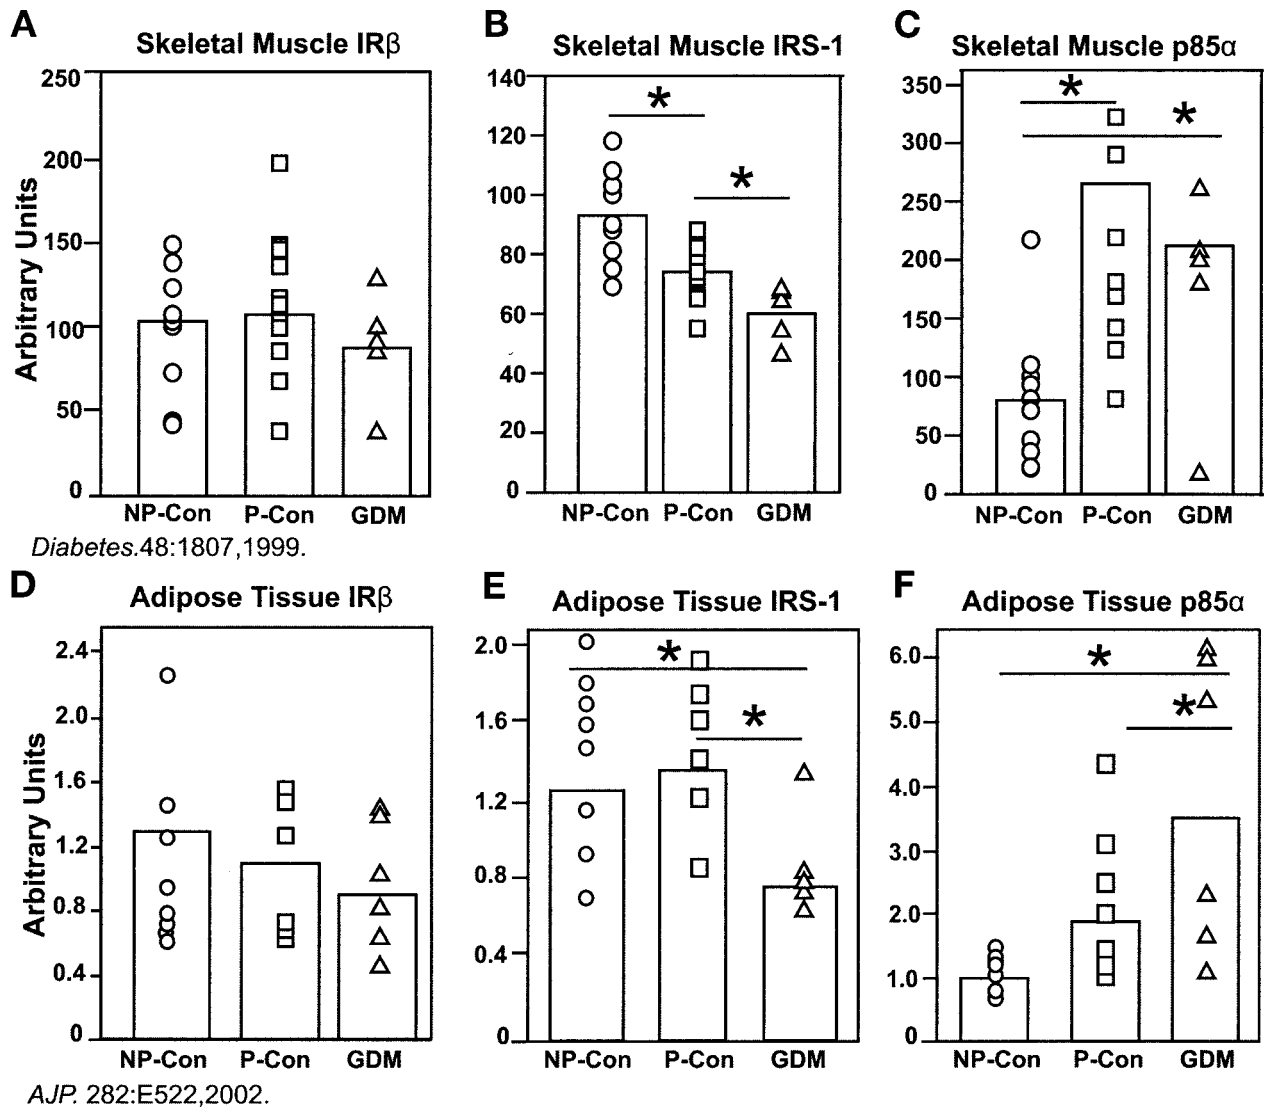 A
Skeletal Muscle IRβ
Arbitrary Units
250
200
150
100
50
0
NP-Con P-Con GDM
B
Skeletal Muscle IRS-1
140
120
100
80
60
40
20
0
*
*
NP-Con P-Con GDM
C
Skeletal Muscle p85α
350
300
250
200
150
100
50
0
*
*
NP-Con P-Con GDM
Diabetes.48:1807,1999.
D
Adipose Tissue IRβ
Arbitrary Units
2.4
2.0
1.6
1.2
0.8
0.4
0
NP-Con P-Con GDM
E
Adipose Tissue IRS-1
2.0
1.6
1.2
0.8
0.4
0
*
*
NP-Con P-Con GDM
F
Adipose Tissue p85α
6.0
5.0
4.0
3.0
2.0
1.0
0
*
*
NP-Con P-Con GDM
AJP. 282:E522,2002.